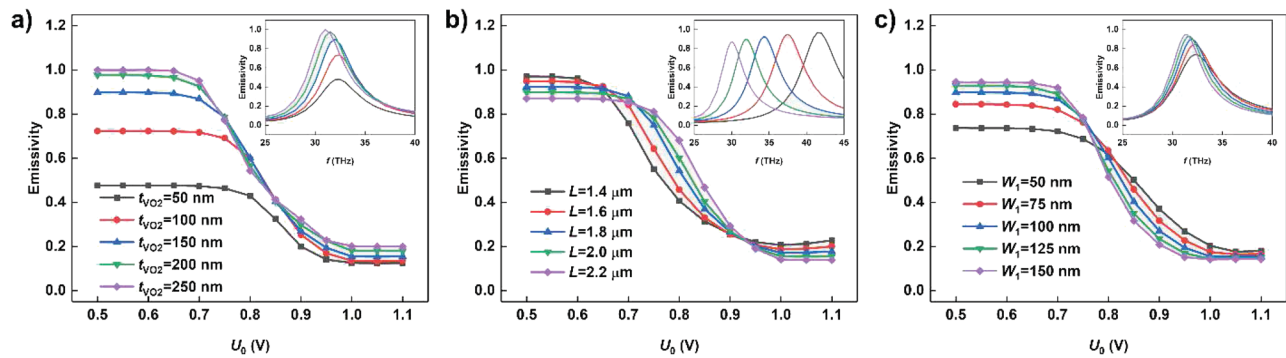 a)
1.2
1.0
0.8
0.6
0.4
0.2
0.0
Emissivity
0.5 0.6 0.7 0.8 0.9 1.0 1.1
U0 (V)
tVO2=50 nm
tVO2=100 nm
tVO2=150 nm
tVO2=200 nm
tVO2=250 nm
1.0
0.8
0.6
0.4
0.2
0.0
Emissivity
25 30 35 40
f (THz)
b)
1.2
1.0
0.8
0.6
0.4
0.2
0.0
Emissivity
0.5 0.6 0.7 0.8 0.9 1.0 1.1
U0 (V)
L=1.4 μm
L=1.6 μm
L=1.8 μm
L=2.0 μm
L=2.2 μm
1.0
0.8
0.6
0.4
0.2
0.0
Emissivity
25 30 35 40 45
f (THz)
c)
1.2
1.0
0.8
0.6
0.4
0.2
0.0
Emissivity
0.5 0.6 0.7 0.8 0.9 1.0 1.1
U0 (V)
W1=50 nm
W1=75 nm
W1=100 nm
W1=125 nm
W1=150 nm
1.0
0.8
0.6
0.4
0.2
0.0
Emissivity
25 30 35 40
f (THz)